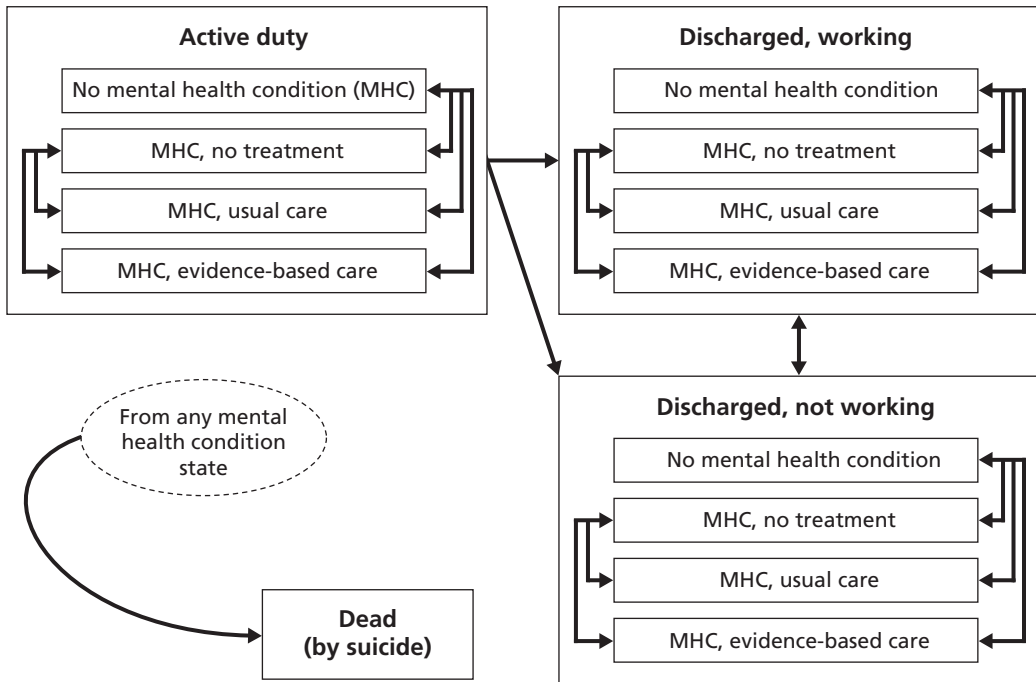 Active duty
No mental health condition (MHC)
MHC, no treatment
MHC, usual care
MHC, evidence-based care
Discharged, working
No mental health condition
MHC, no treatment
MHC, usual care
MHC, evidence-based care
From any mental
health condition
state
Dead
(by suicide)
Discharged, not working
No mental health condition
MHC, no treatment
MHC, usual care
MHC, evidence-based care